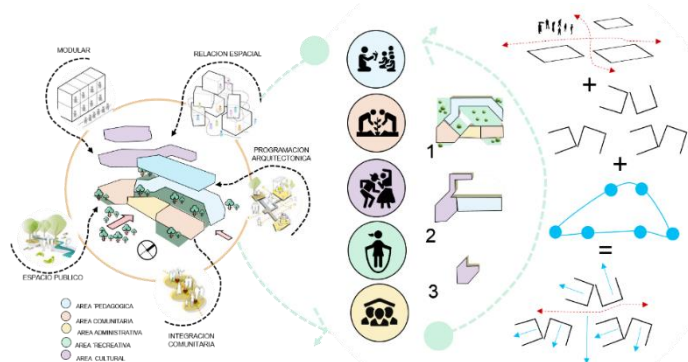 MODULAR
RELACION ESPACIAL
PROGRAMACION
ARQUITECTONICA
ESPACIO PUBLICO
INTEGRACION
COMUNITARIA
AREA PEDAGOGICA
AREA COMUNITARIA
AREA ADMINISTRATIVA
AREA RECREATIVA
AREA CULTURAL
1
2
3
+
+
=